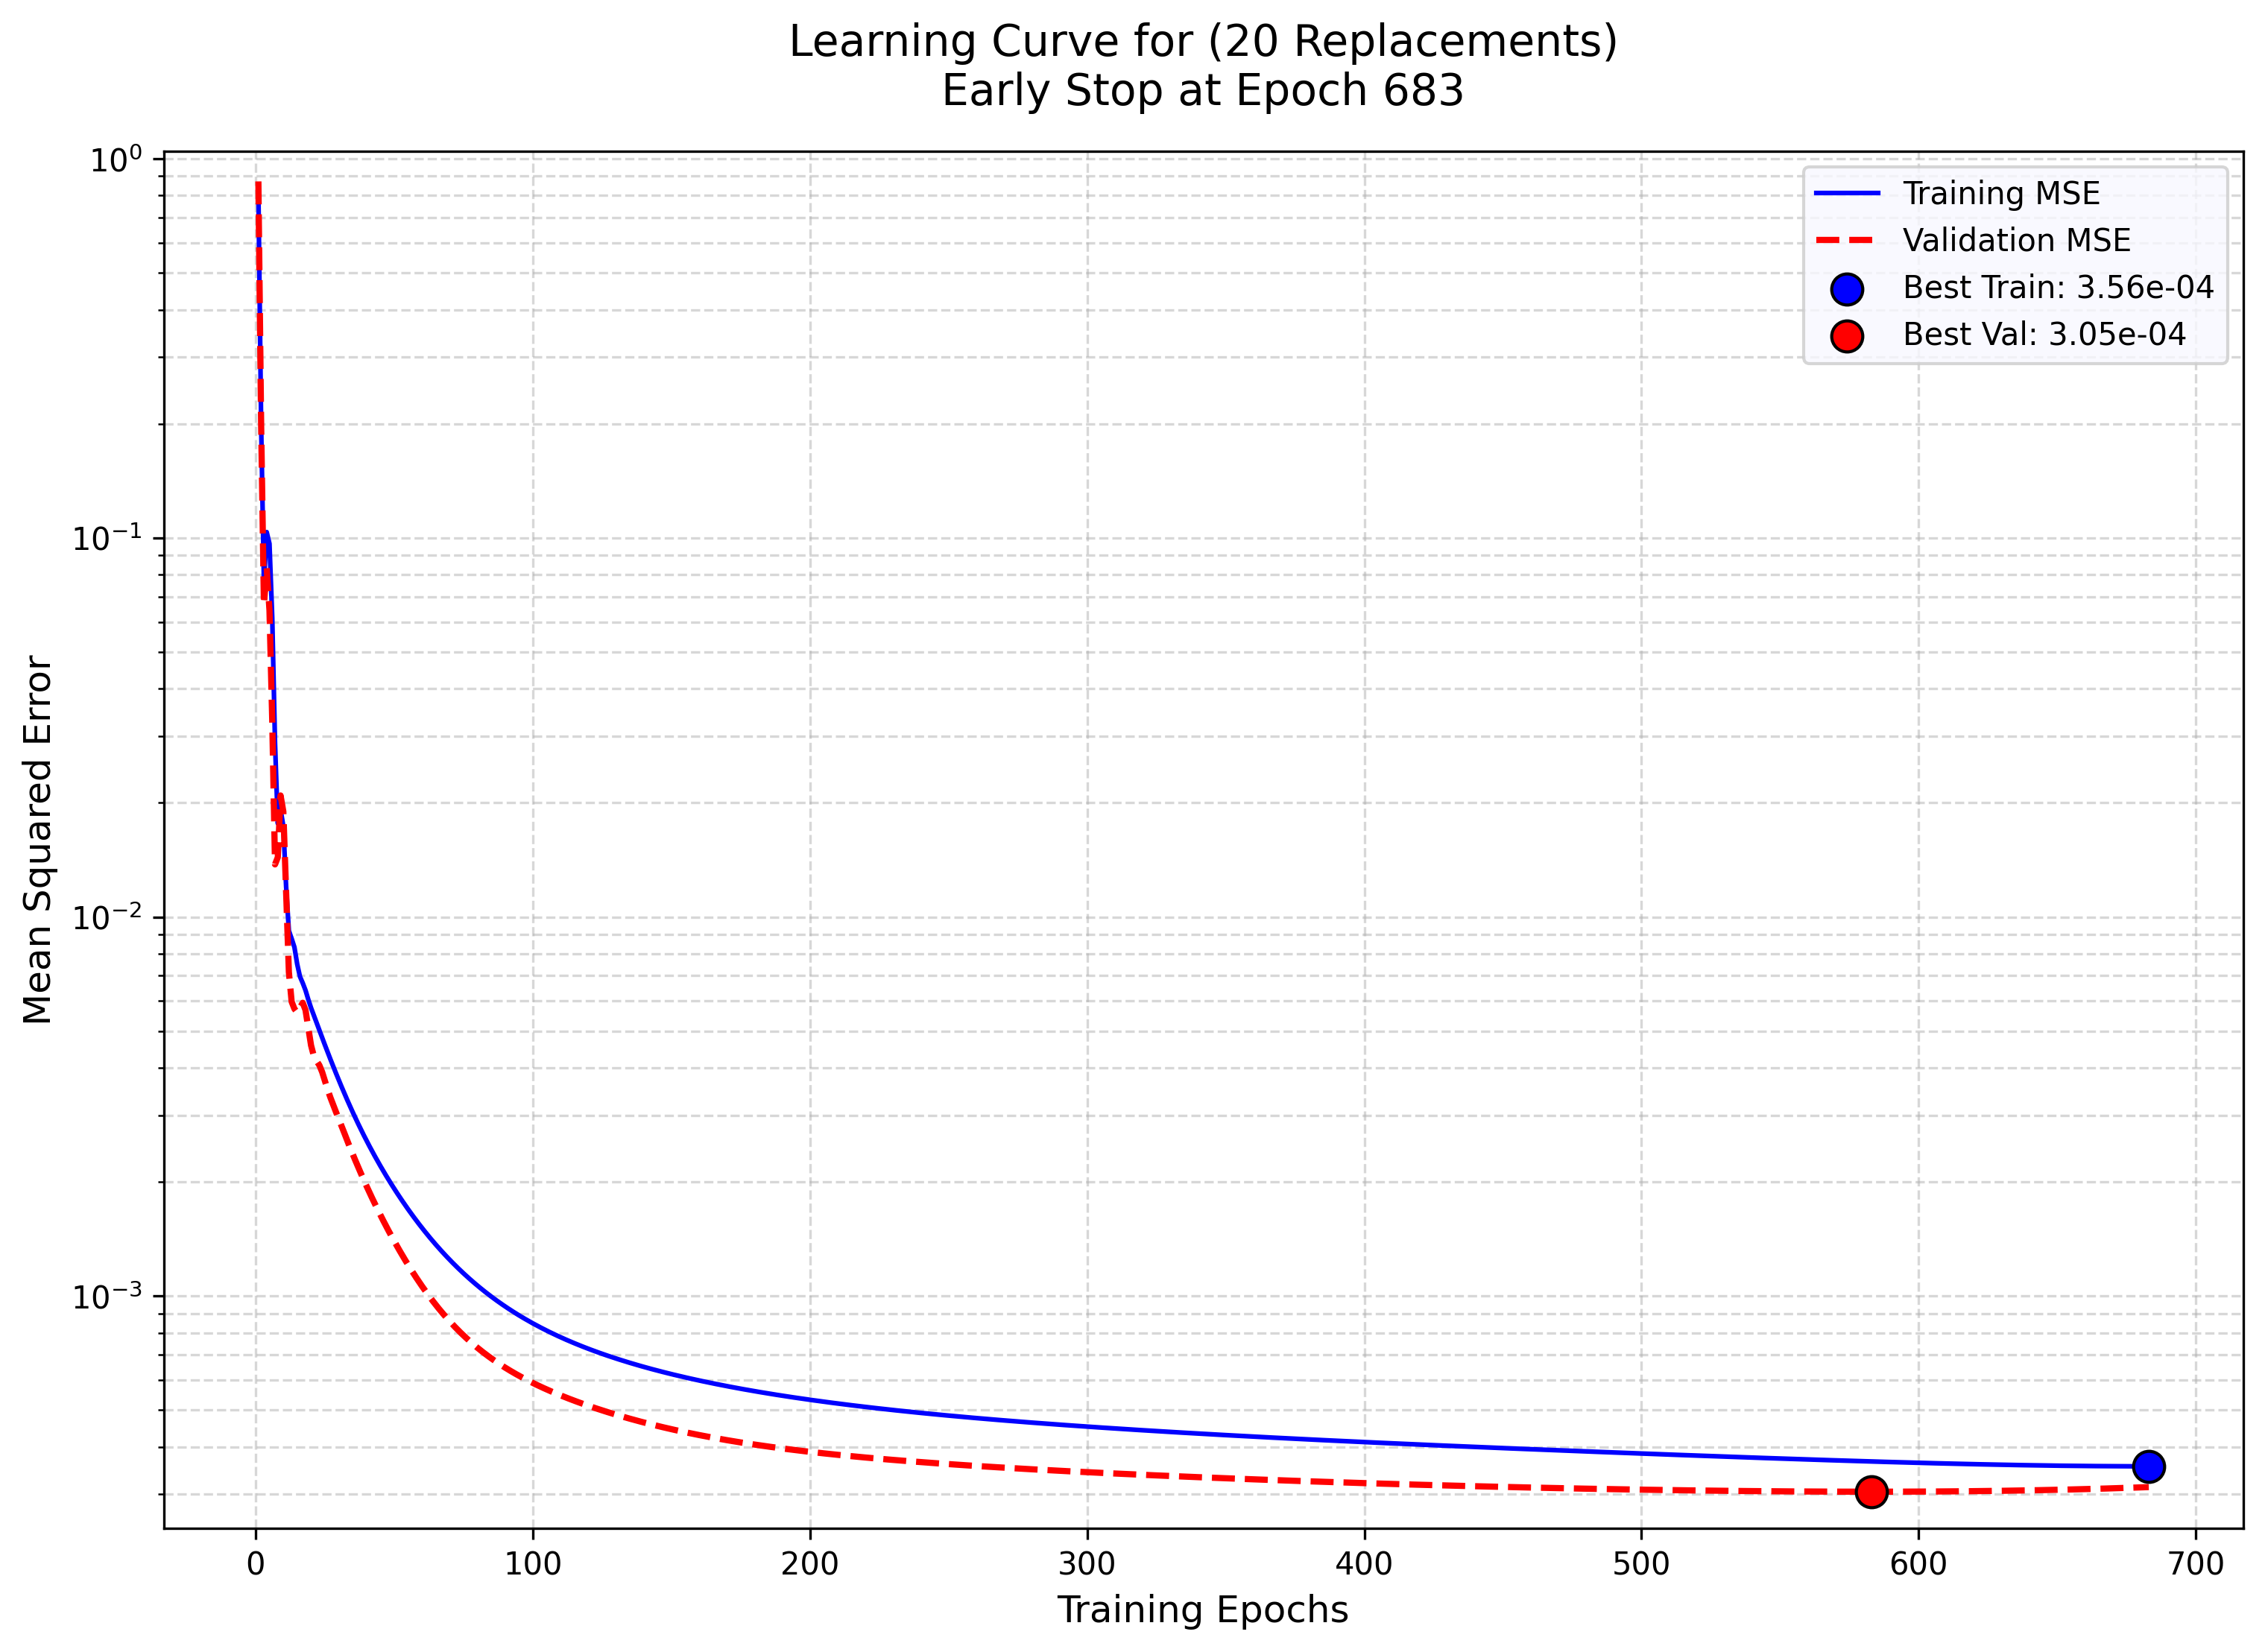 Learning Curve for (20 Replacements)
Early Stop at Epoch 683
Mean Squared Error
10⁰
10⁻¹
10⁻²
10⁻³
Training MSE
Validation MSE
Best Train: 3.56e-04
Best Val: 3.05e-04
0 100 200 300 400 500 600 700
Training Epochs